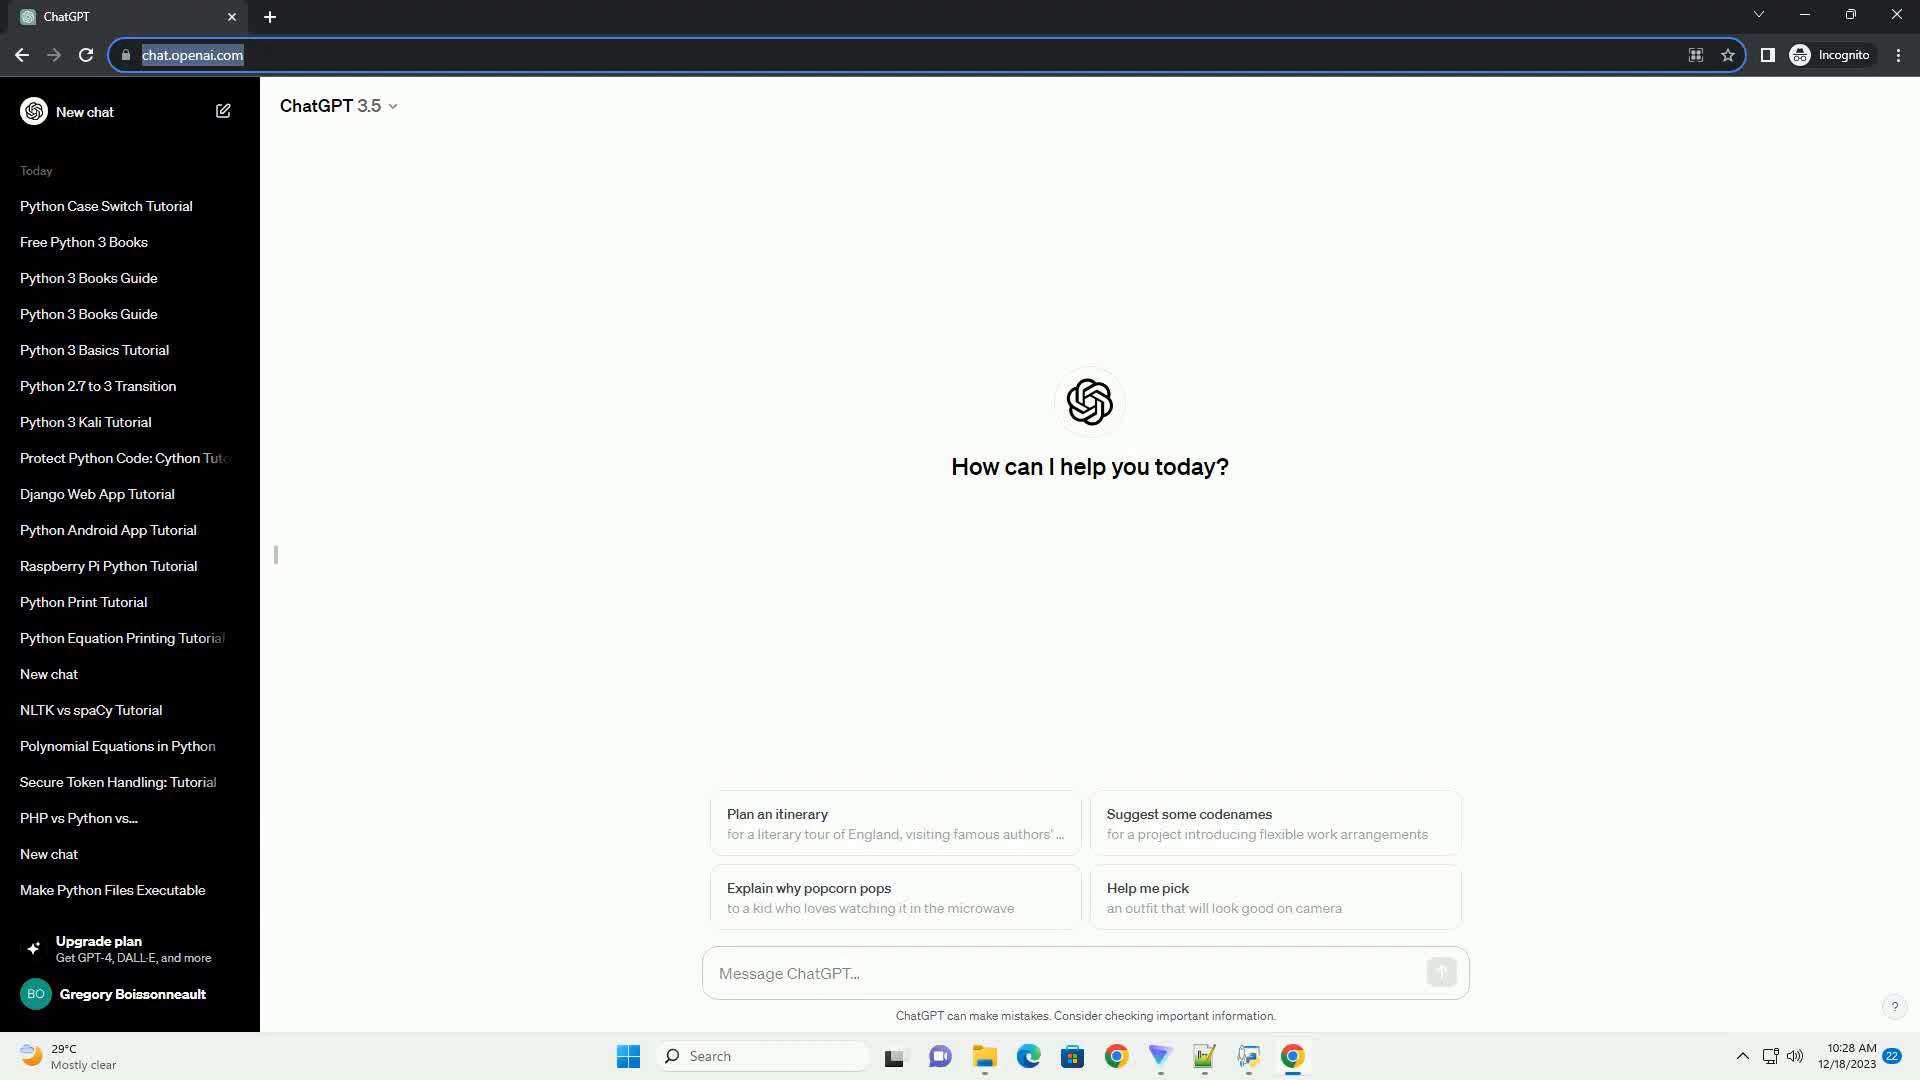 ChatGPT
chat.openai.com
Incognito
New chat
ChatGPT 3.5
Today
Python Case Switch Tutorial
Free Python 3 Books
Python 3 Books Guide
Python 3 Books Guide
Python 3 Basics Tutorial
Python 2.7 to 3 Transition
Python 3 Kali Tutorial
Protect Python Code: Cython Tuto
Django Web App Tutorial
Python Android App Tutorial
Raspberry Pi Python Tutorial
Python Print Tutorial
Python Equation Printing Tutorial
New chat
NLTK vs spaCy Tutorial
Polynomial Equations in Python
Secure Token Handling: Tutorial
PHP vs Python vs...
New chat
Make Python Files Executable
Upgrade plan
Get GPT-4, DALL·E, and more
BO
Gregory Boissonneault
How can I help you today?
Plan an itinerary
for a literary tour of England, visiting famous authors' ...
Suggest some codenames
for a project introducing flexible work arrangements
Explain why popcorn pops
to a kid who loves watching it in the microwave
Help me pick
an outfit that will look good on camera
Message ChatGPT...
ChatGPT can make mistakes. Consider checking important information.
?
29°C
Mostly clear
Search
10:28 AM
12/18/2023
22